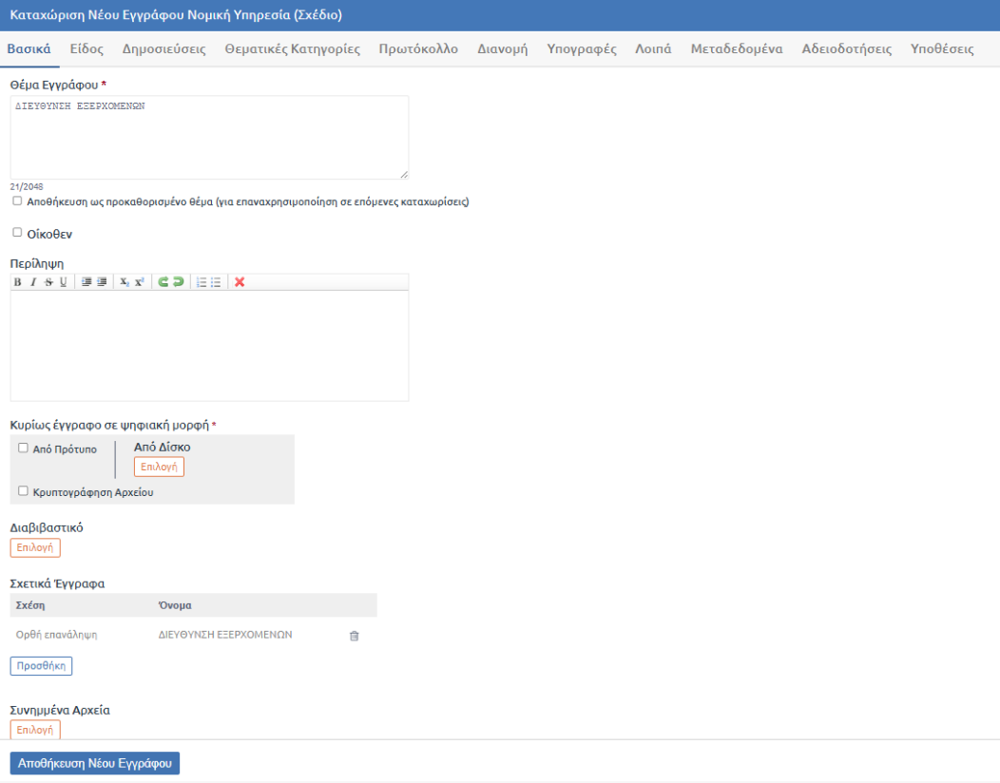 Καταχώριση Νέου Εγγράφου Νομική Υπηρεσία (Σχέδιο)
Βασικά Είδος Δημοσιεύσεις Θεματικές Κατηγορίες Πρωτόκολλο Διανομή Υπογραφές Λοιπά Μεταδεδομένα Αδειοδοτήσεις Υποθέσεις
Θέμα Εγγράφου *
ΔΙΕΥΘΥΝΣΗ ΕΞΕΡΧΟΜΕΝΩΝ
21/2048
Αποθήκευση ως προκαθορισμένο θέμα (για επαναχρησιμοποίηση σε επόμενες καταχωρίσεις)
Οίκοθεν
Περίληψη
B I S U X₂ X²
Κυρίως έγγραφο σε ψηφιακή μορφή *
Από Πρότυπο
Από Δίσκο
Επιλογή
Κρυπτογράφηση Αρχείου
Διαβιβαστικό
Επιλογή
Σχετικά Έγγραφα
Σχέση Όνομα
Ορθή επανάληψη ΔΙΕΥΘΥΝΣΗ ΕΞΕΡΧΟΜΕΝΩΝ
Προσθήκη
Συνημμένα Αρχεία
Επιλογή
Αποθήκευση Νέου Εγγράφου